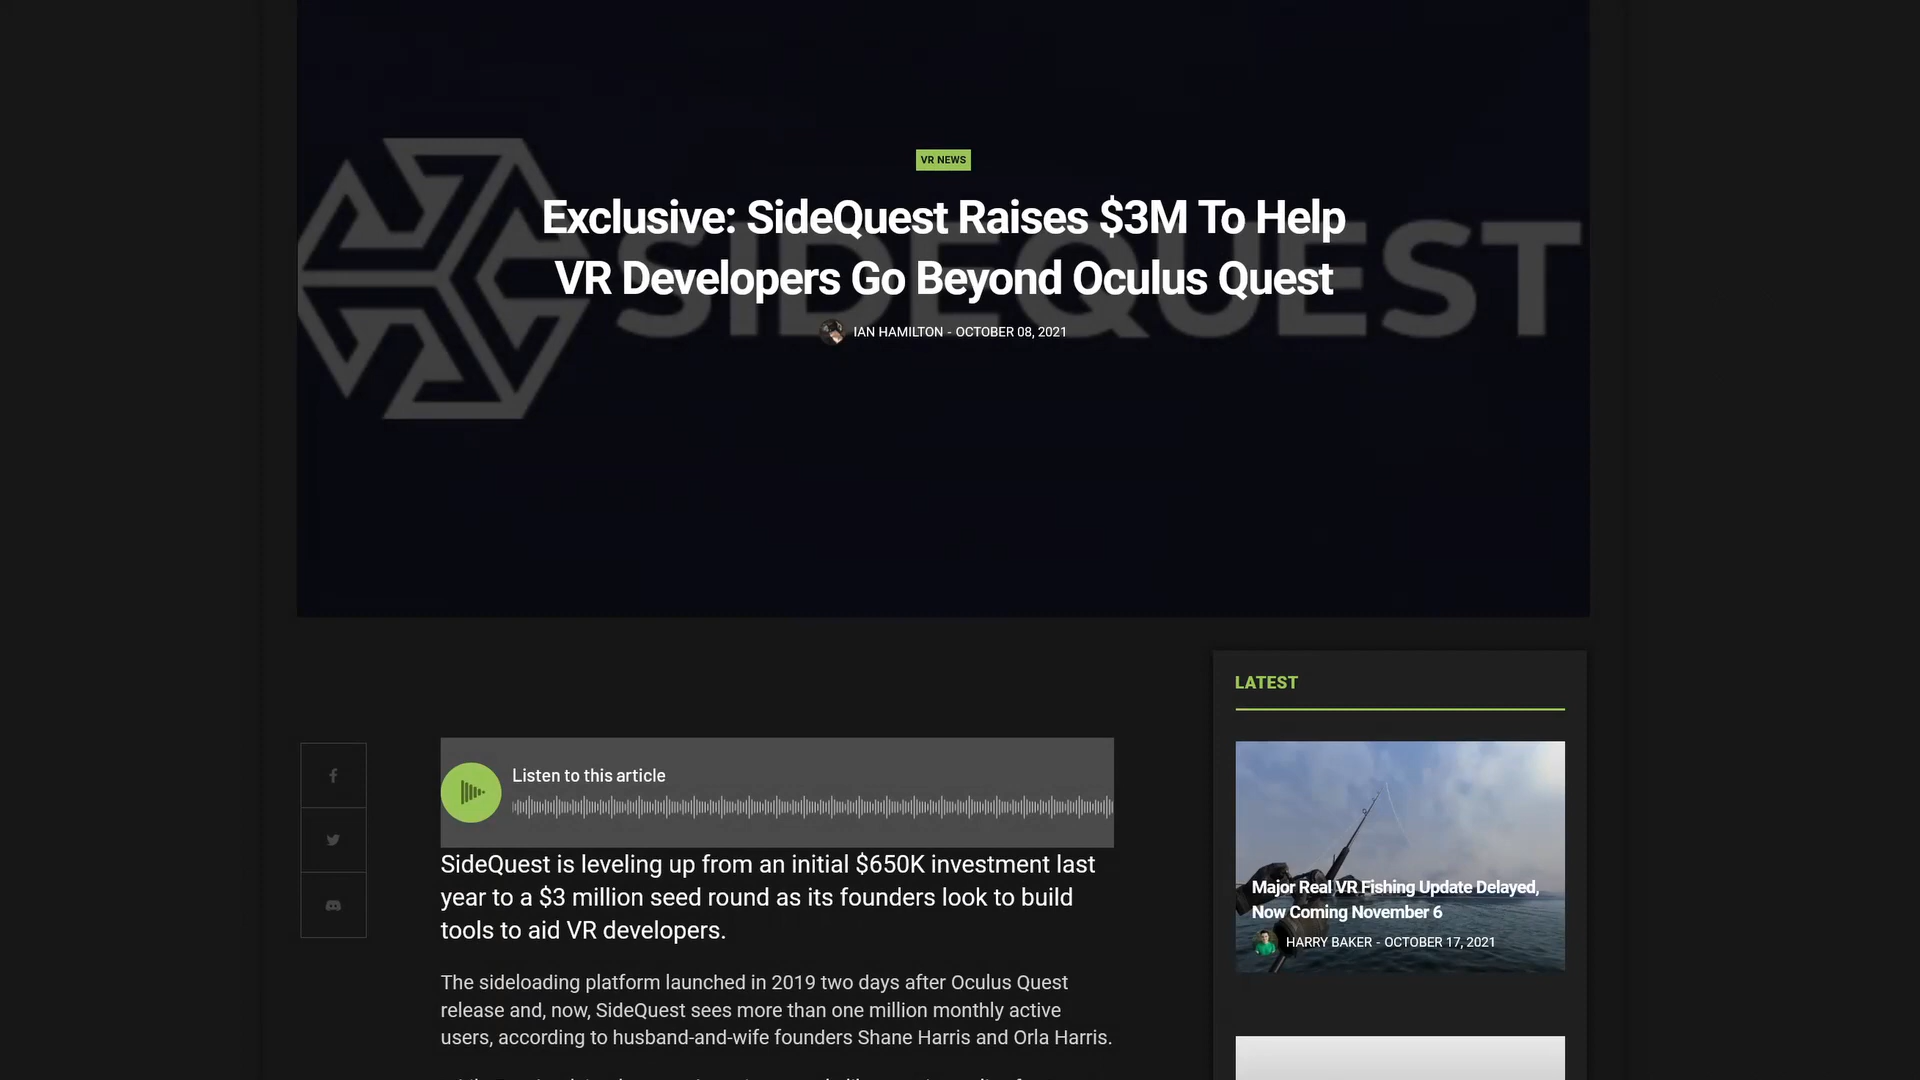 SIDEQUEST
VR NEWS
Exclusive: SideQuest Raises $3M To Help
VR Developers Go Beyond Oculus Quest
IAN HAMILTON - OCTOBER 08, 2021
Listen to this article
SideQuest is leveling up from an initial $650K investment last
year to a $3 million seed round as its founders look to build
tools to aid VR developers.
The sideloading platform launched in 2019 two days after Oculus Quest
release and, now, SideQuest sees more than one million monthly active
users, according to husband-and-wife founders Shane Harris and Orla Harris.
LATEST
Major Real VR Fishing Update Delayed,
Now Coming November 6
HARRY BAKER - OCTOBER 17, 2021